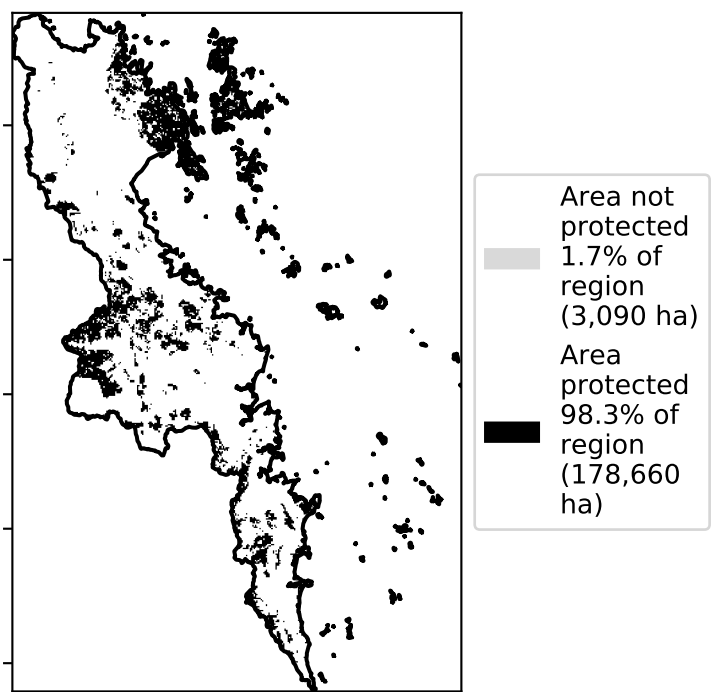 Area not
protected
1.7% of
region
(3,090 ha)
Area
protected
98.3% of
region
(178,660
ha)